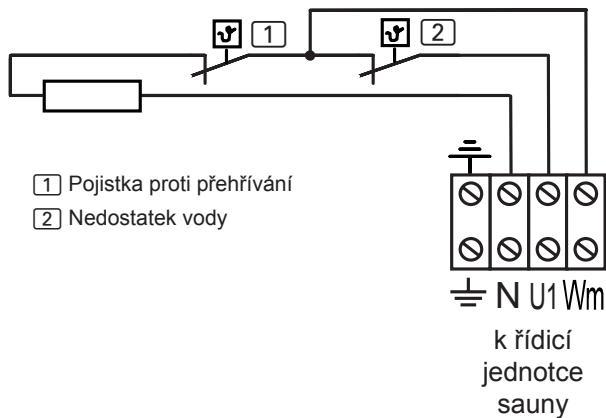 1
2
1 Pojistka proti přehřívání
2 Nedostatek vody
N U1 Wm
k řídicí
jednotce
sauny